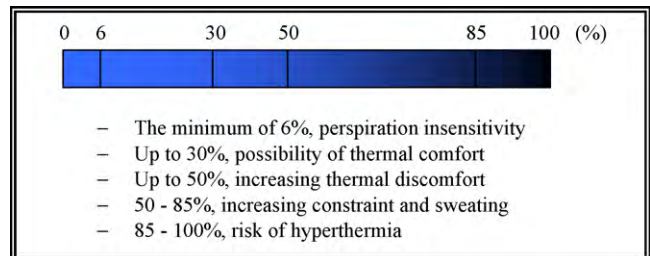 0 6 30 50 85 100 (%)
– The minimum of 6%, perspiration insensitivity
– Up to 30%, possibility of thermal comfort
– Up to 50%, increasing thermal discomfort
– 50 - 85%, increasing constraint and sweating
– 85 - 100%, risk of hyperthermia